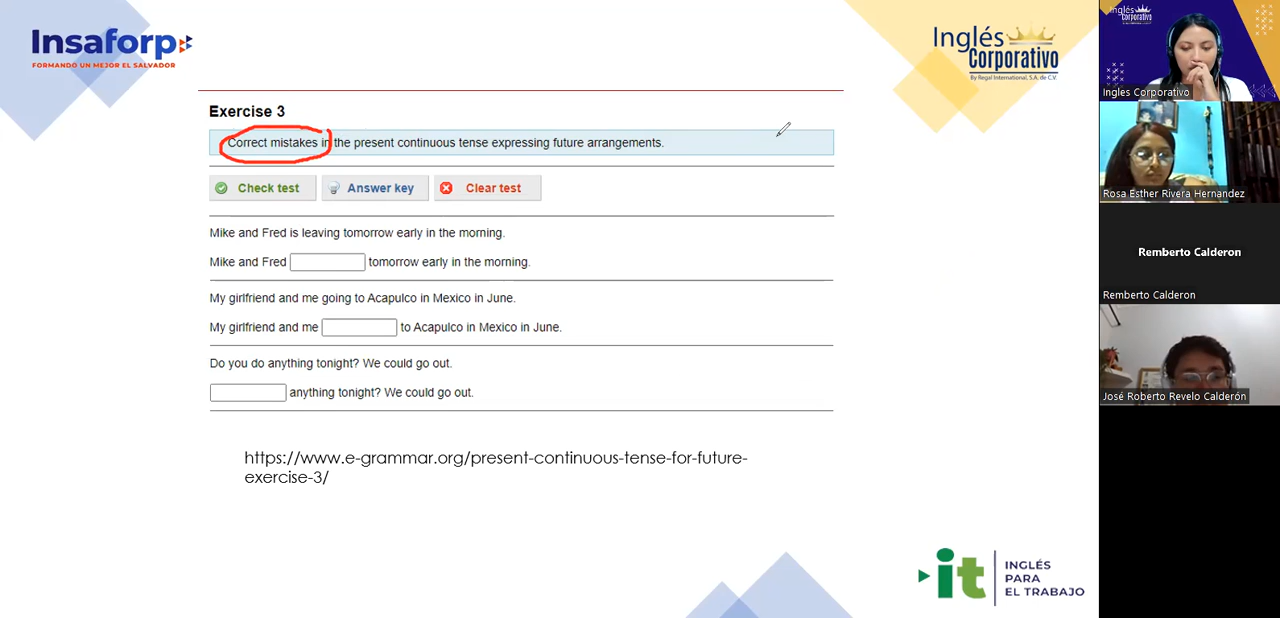 Insaforp
FORMANDO UN MEJOR EL SALVADOR
Inglés
Corporativo
By Regal International, S.A. de C.V.
Exercise 3
Correct mistakes in the present continuous tense expressing future arrangements.
Check test
Answer key
Clear test
Mike and Fred is leaving tomorrow early in the morning.
Mike and Fred tomorrow early in the morning.
My girlfriend and me going to Acapulco in Mexico in June.
My girlfriend and me to Acapulco in Mexico in June.
Do you do anything tonight? We could go out.
anything tonight? We could go out.
https://www.e-grammar.org/present-continuous-tense-for-future-
exercise-3/
it
INGLÉS
PARA
EL TRABAJO
Inglés
Corporativo
Ingles Corporativo
Rosa Esther Rivera Hernandez
Remberto Calderon
Remberto Calderon
José Roberto Revelo Calderón